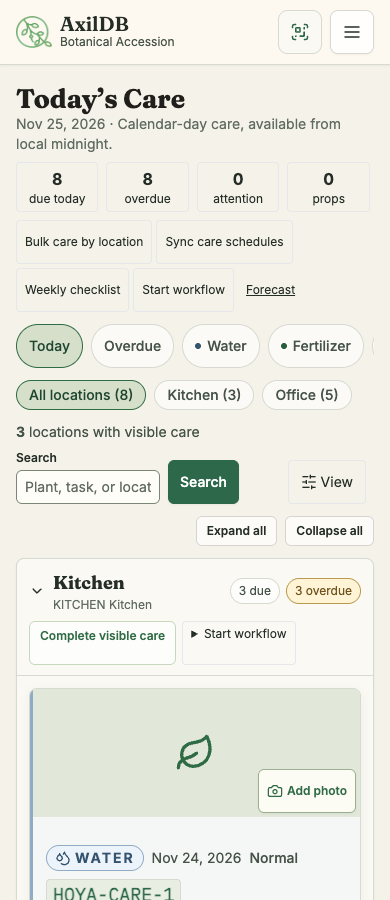 AxilDB
Botanical Accession
Today's Care
Nov 25, 2026 · Calendar-day care, available from
local midnight.
8 8 0 0
due today overdue attention props
Bulk care by location Sync care schedules
Weekly checklist Start workflow Forecast
Today Overdue • Water • Fertilizer
All locations (8) Kitchen (3) Office (5)
3 locations with visible care
Search
Plant, task, or locat Search View
Expand all Collapse all
Kitchen
KITCHEN Kitchen
3 due 3 overdue
Complete visible care ▶ Start workflow
Add photo
WATER Nov 24, 2026 Normal
HOYA-CARE-1